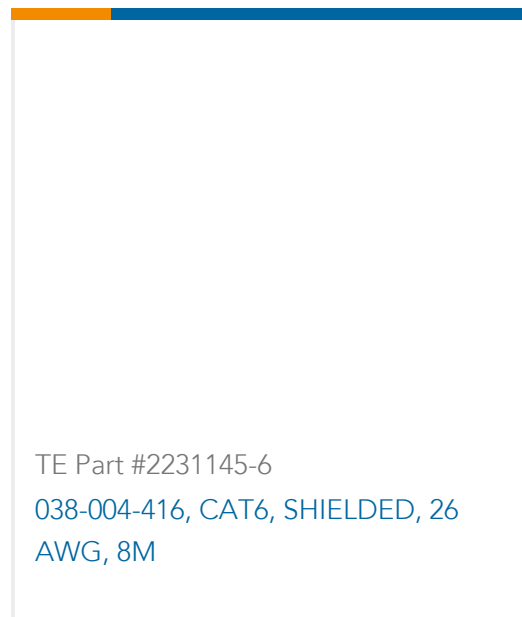 TE Part #2231145-6
038-004-416, CAT6, SHIELDED, 26
AWG, 8M